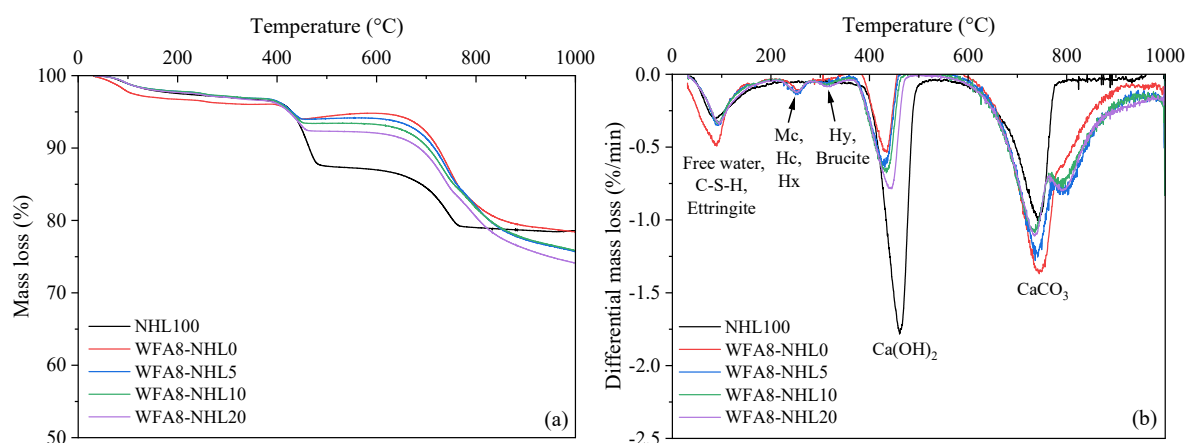 Temperature (°C)
0 200 400 600 800 1000
100
90
80
70
60
50
Mass loss (%)
NHL100
WFA8-NHL0
WFA8-NHL5
WFA8-NHL10
WFA8-NHL20
(a)
Temperature (°C)
0 200 400 600 800 1000
0.0
-0.5
-1.0
-1.5
-2.0
-2.5
Differential mass loss (%/min)
Free water,
C-S-H,
Ettringite
Mc,
Hc,
Hx
Hy,
Brucite
Ca(OH)₂
CaCO₃
NHL100
WFA8-NHL0
WFA8-NHL5
WFA8-NHL10
WFA8-NHL20
(b)